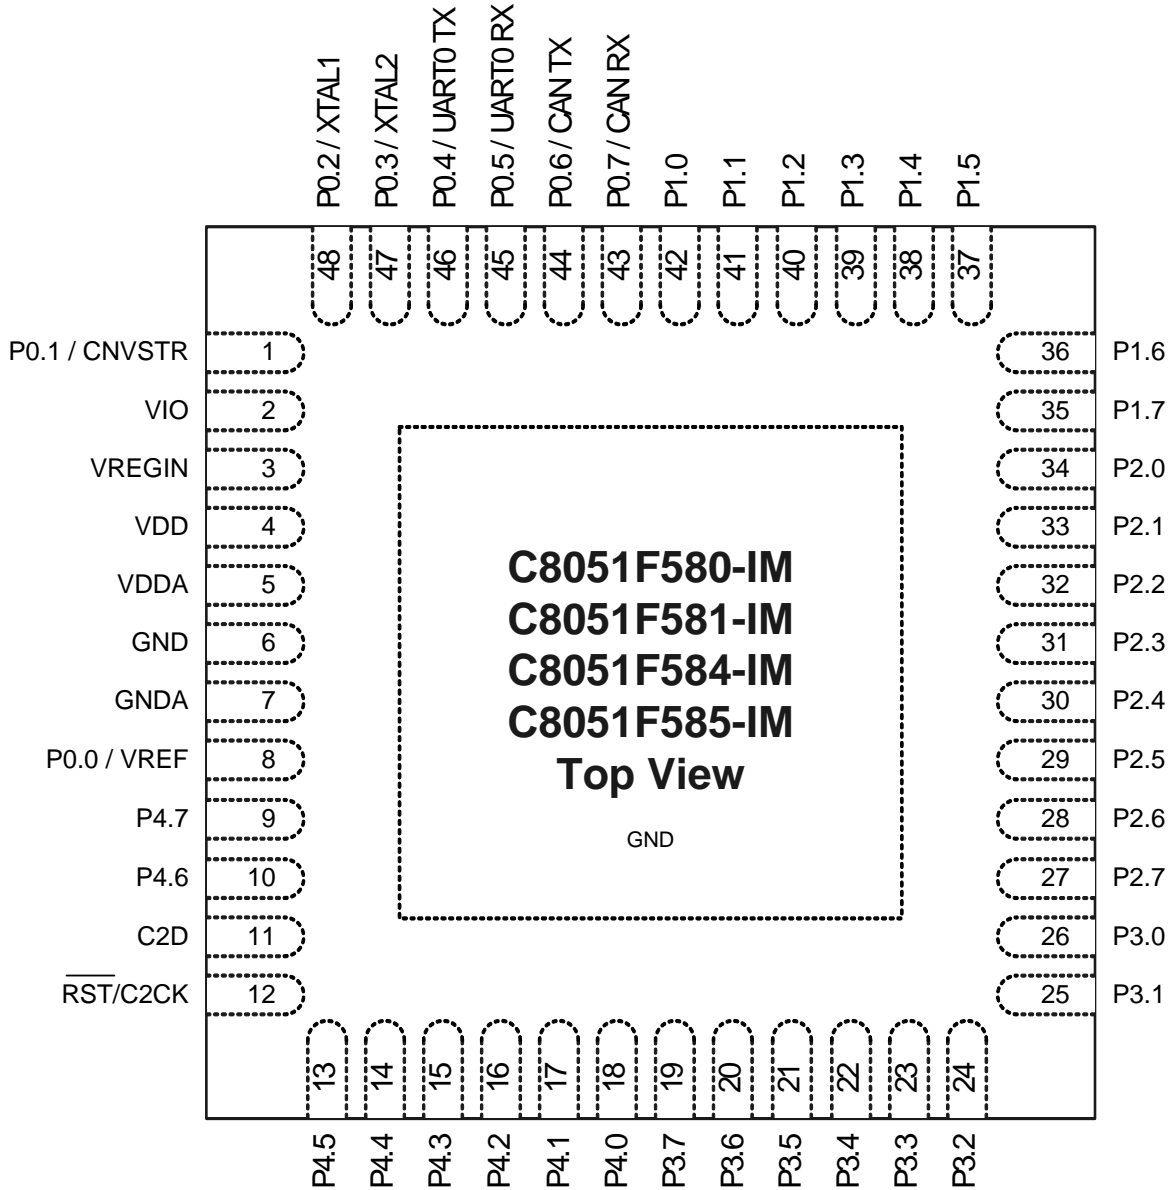 P0.2 / XTAL1
P0.3 / XTAL2
P0.4 / UART0 TX
P0.5 / UART0 RX
P0.6 / CAN TX
P0.7 / CAN RX
P1.0
P1.1
P1.2
P1.3
P1.4
P1.5
48
47
46
45
44
43
42
41
40
39
38
37
P0.1 / CNVSTR 1
36 P1.6
VIO 2
35 P1.7
VREGIN 3
34 P2.0
VDD 4
33 P2.1
VDDA 5
32 P2.2
GND 6
31 P2.3
GNDA 7
30 P2.4
P0.0 / VREF 8
29 P2.5
P4.7 9
28 P2.6
P4.6 10
27 P2.7
C2D 11
26 P3.0
RST/C2CK 12
25 P3.1
C8051F580-IM
C8051F581-IM
C8051F584-IM
C8051F585-IM
Top View
GND
13
14
15
16
17
18
19
20
21
22
23
24
P4.5
P4.4
P4.3
P4.2
P4.1
P4.0
P3.7
P3.6
P3.5
P3.4
P3.3
P3.2